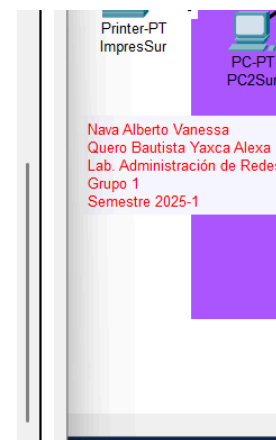 Printer-PT
ImpresSur
PC-PT
PC2Sur
Nava Alberto Vanessa
Quero Bautista Yaxca Alexa
Lab. Administración de Redes
Grupo 1
Semestre 2025-1